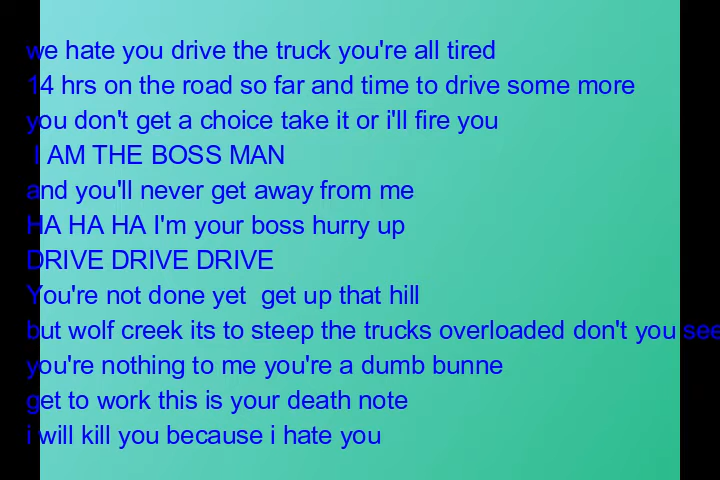 we hate you drive the truck you're all tired
14 hrs on the road so far and time to drive some more
you don't get a choice take it or i'll fire you
I AM THE BOSS MAN
and you'll never get away from me
HA HA HA I'm your boss hurry up
DRIVE DRIVE DRIVE
You're not done yet  get up that hill
but wolf creek its to steep the trucks overloaded don't you see
you're nothing to me you're a dumb bunne
get to work this is your death note
i will kill you because i hate you